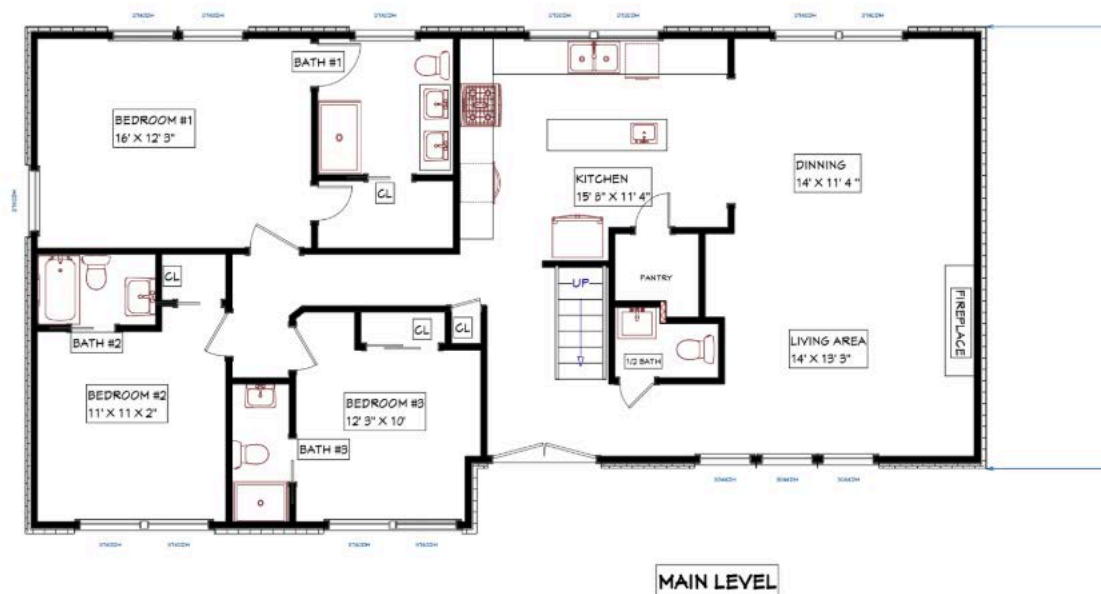 BATH #1
BEDROOM #1
16' X 12' 3"
CL
KITCHEN
15' 8" X 11' 4"
DINNING
14' X 11' 4 "
CL
UP
PANTRY
FIREPLACE
CL
CL
BATH #2
1/2 BATH
LIVING AREA
14' X 13' 3"
BEDROOM #2
11' X 11 X 2"
BEDROOM #3
12' 3" X 10'
BATH #3
MAIN LEVEL